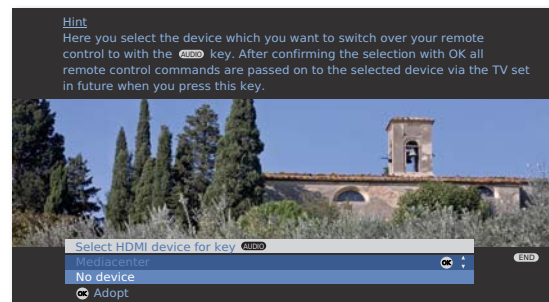 Hint
Here you select the device which you want to switch over your remote
control to with the AUDIO key. After confirming the selection with OK all
remote control commands are passed on to the selected device via the TV set
in future when you press this key.
Select HDMI device for key AUDIO
Mediacenter OK
END
No device
OK Adopt